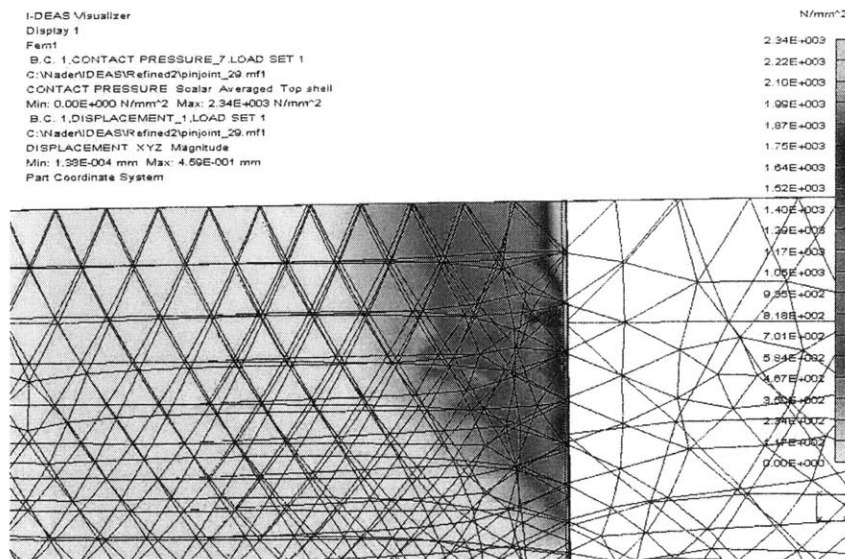 I-DEAS Visualizer
Display 1
Fem1
B.C. 1,CONTACT PRESSURE_7,LOAD SET 1
C:\Nader\IDEAS\Refined2\pinjoint_29.mf1
CONTACT PRESSURE Scalar Averaged Top shell
Min: 0.00E+000 N/mm^2 Max: 2.34E+003 N/mm^2
B.C. 1,DISPLACEMENT_1,LOAD SET 1
C:\Nader\IDEAS\Refined2\pinjoint_29.mf1
DISPLACEMENT XYZ Magnitude
Min: 1.38E-004 mm Max: 4.59E-001 mm
Part Coordinate System
N/mm^2
2.34E+003
2.22E+003
2.10E+003
1.99E+003
1.87E+003
1.75E+003
1.64E+003
1.52E+003
1.40E+003
1.29E+003
1.17E+003
1.05E+003
9.35E+002
8.18E+002
7.01E+002
5.84E+002
4.67E+002
3.50E+002
2.34E+002
1.17E+002
0.00E+000